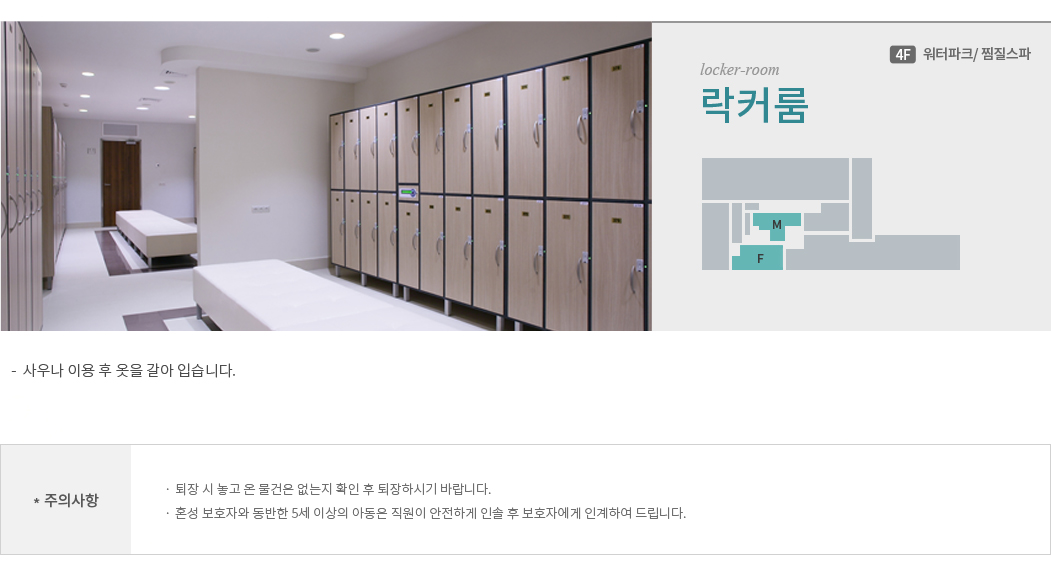 4F 워터파크/ 찜질스파
locker-room
락커룸
M
F
- 사우나 이용 후 옷을 갈아 입습니다.
* 주의사항
· 퇴장 시 놓고 온 물건은 없는지 확인 후 퇴장하시기 바랍니다.
· 혼성 보호자와 동반한 5세 이상의 아동은 직원이 안전하게 인솔 후 보호자에게 인계하여 드립니다.